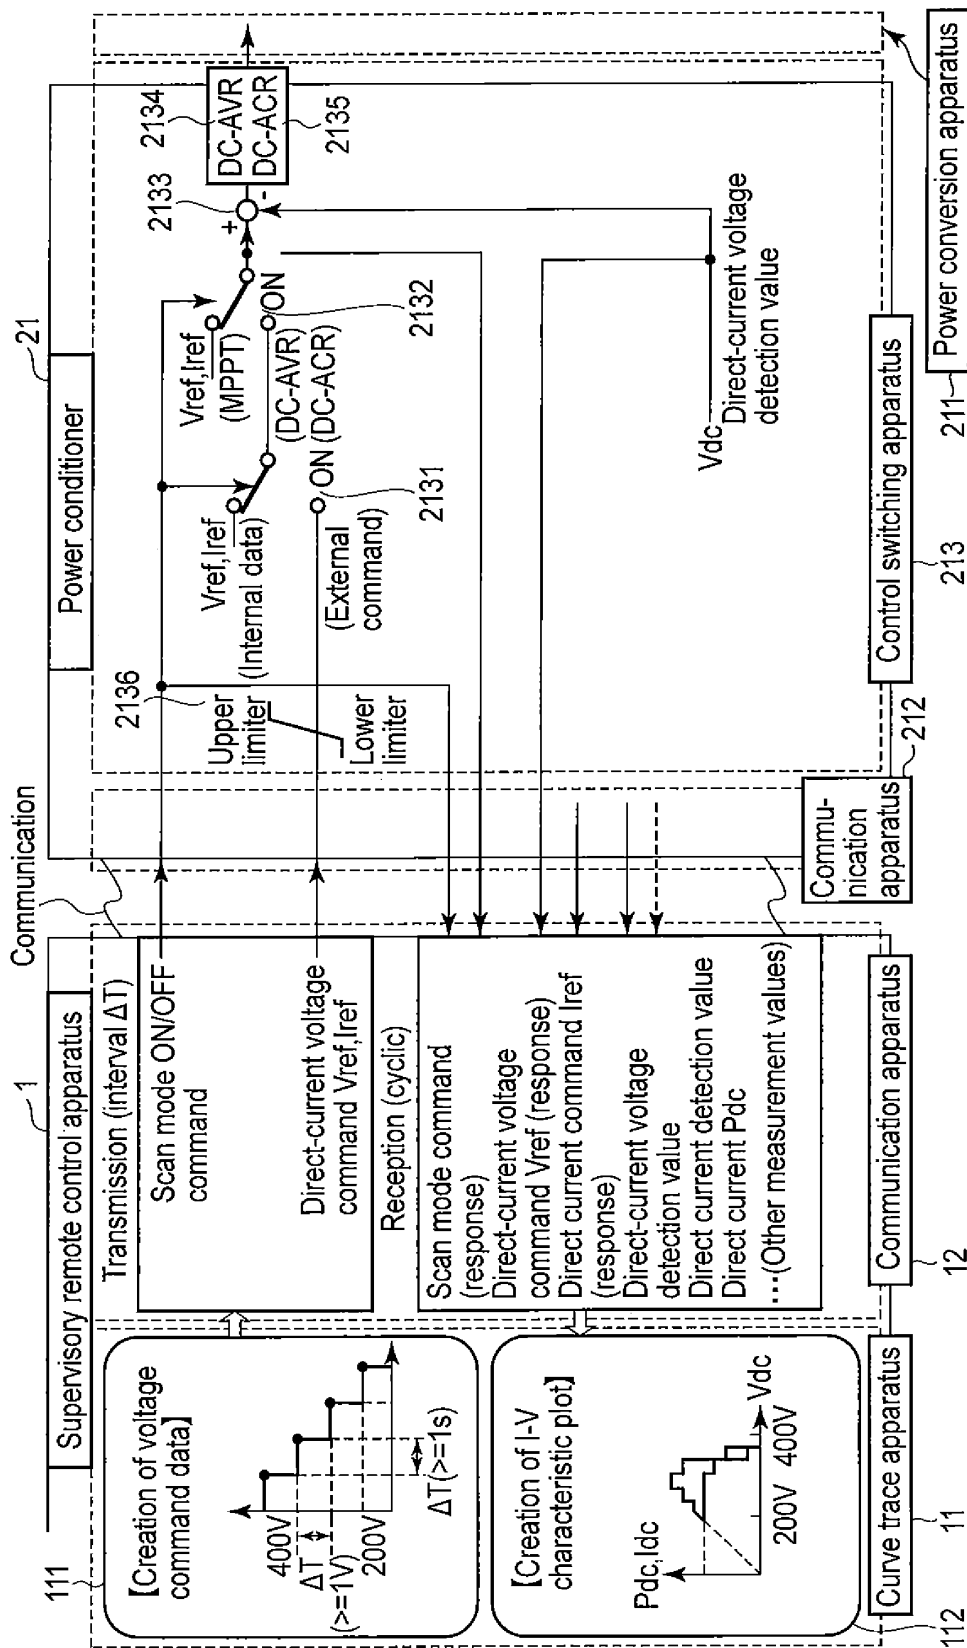 1
Supervisory remote control apparatus
111
【Creation of voltage
command data】
400V
ΔT
(>=1V)
200V
ΔT(>=1s)
【Creation of I-V
characteristic plot】
Pdc,Idc
Vdc
200V 400V
112
Curve trace apparatus
11
Transmission (interval ΔT)
Scan mode ON/OFF
command
Direct-current voltage
command Vref,Iref
Reception (cyclic)
Scan mode command
(response)
Direct-current voltage
command Vref (response)
Direct current command Iref
(response)
Direct-current voltage
detection value
Direct current detection value
Direct current Pdc
....(Other measurement values)
Communication apparatus
12
Communication
21
Power conditioner
2136
Upper
limiter
Lower
limiter
Vref,Iref
(Internal data)
(External
command)
ON
2131
Vref,Iref
(MPPT)
(DC-AVR)
(DC-ACR)
ON
2132
+
-
2133
DC-AVR
DC-ACR
2134
2135
Vdc
Direct-current voltage
detection value
Commu-
nication
apparatus
212
Control switching apparatus
213
Power conversion apparatus
211